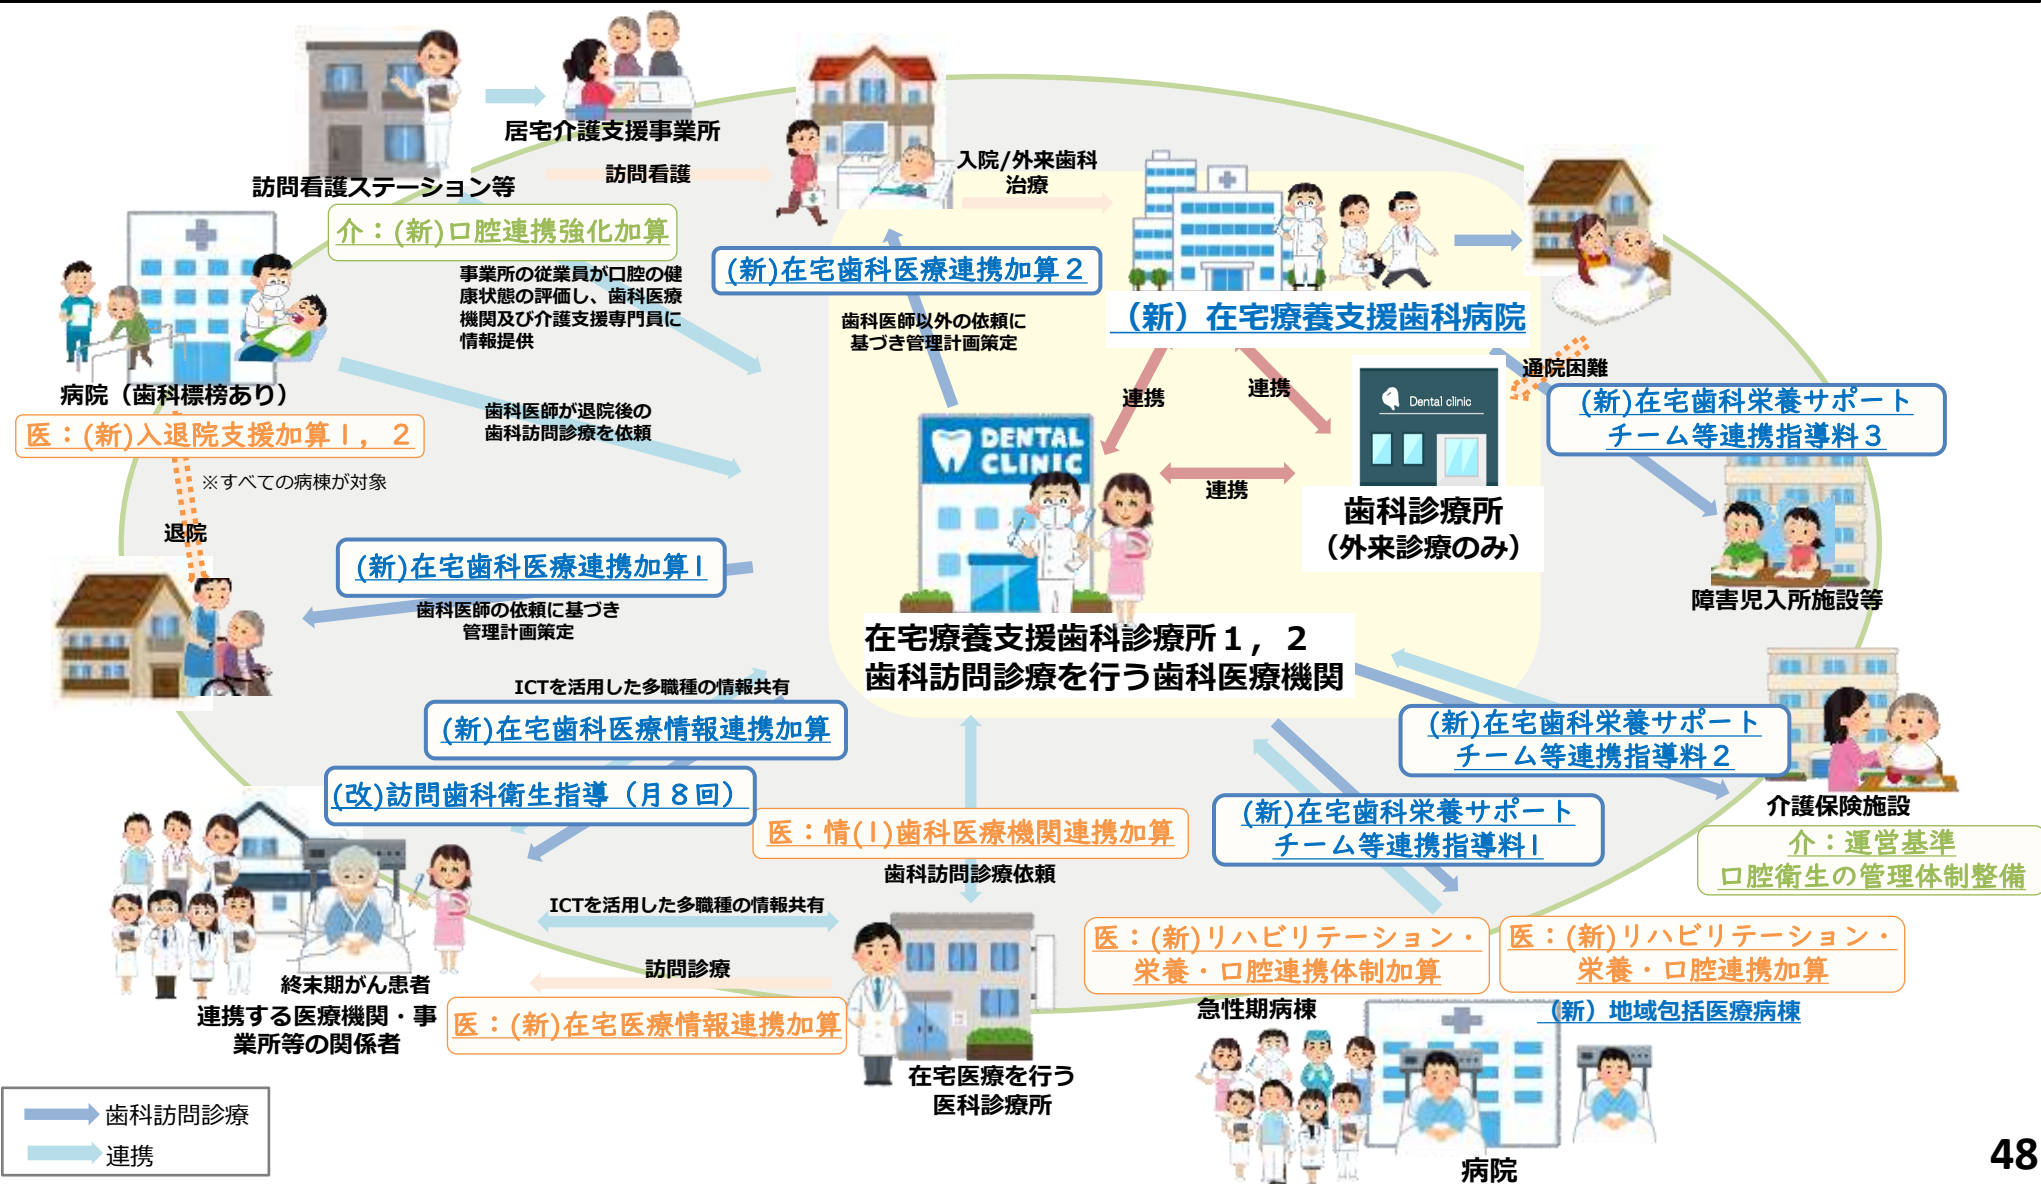 居宅介護支援事業所
訪問看護ステーション等
訪問看護
介：(新)口腔連携強化加算
事業所の従業員が口腔の健
康状態の評価し、歯科医療
機関及び介護支援専門員に
情報提供
入院/外来歯科
治療
(新)在宅歯科医療連携加算２
歯科医師以外の依頼に
基づき管理計画策定
（新）在宅療養支援歯科病院
病院（歯科標榜あり）
医：(新)入退院支援加算１，２
※すべての病棟が対象
歯科医師が退院後の
歯科訪問診療を依頼
退院
連携
連携
連携
通院困難
Dental clinic
歯科診療所
（外来診療のみ）
DENTAL
CLINIC
(新)在宅歯科栄養サポート
チーム等連携指導料３
障害児入所施設等
(新)在宅歯科医療連携加算１
歯科医師の依頼に基づき
管理計画策定
在宅療養支援歯科診療所１，２
歯科訪問診療を行う歯科医療機関
ICTを活用した多職種の情報共有
(新)在宅歯科医療情報連携加算
(改)訪問歯科衛生指導（月８回）
医：情(１)歯科医療機関連携加算
歯科訪問診療依頼
(新)在宅歯科栄養サポート
チーム等連携指導料２
(新)在宅歯科栄養サポート
チーム等連携指導料１
介護保険施設
介：運営基準
口腔衛生の管理体制整備
ICTを活用した多職種の情報共有
訪問診療
終末期がん患者
連携する医療機関・事
業所等の関係者
医：(新)在宅医療情報連携加算
在宅医療を行う
医科診療所
医：(新)リハビリテーション・
栄養・口腔連携体制加算
急性期病棟
医：(新)リハビリテーション・
栄養・口腔連携加算
（新）地域包括医療病棟
病院
歯科訪問診療
連携
48